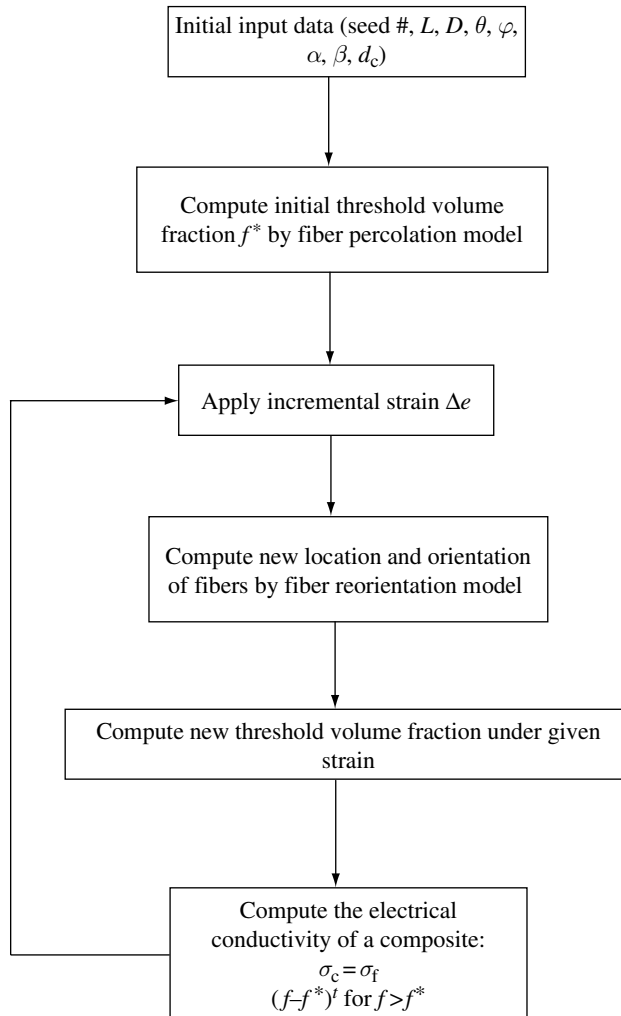 Initial input data (seed #, L, D, θ, φ,
α, β, d_c)
Compute initial threshold volume
fraction f* by fiber percolation model
Apply incremental strain Δe
Compute new location and orientation
of fibers by fiber reorientation model
Compute new threshold volume fraction under given
strain
Compute the electrical
conductivity of a composite:
σ_c = σ_f
(f–f*)^t for f > f*